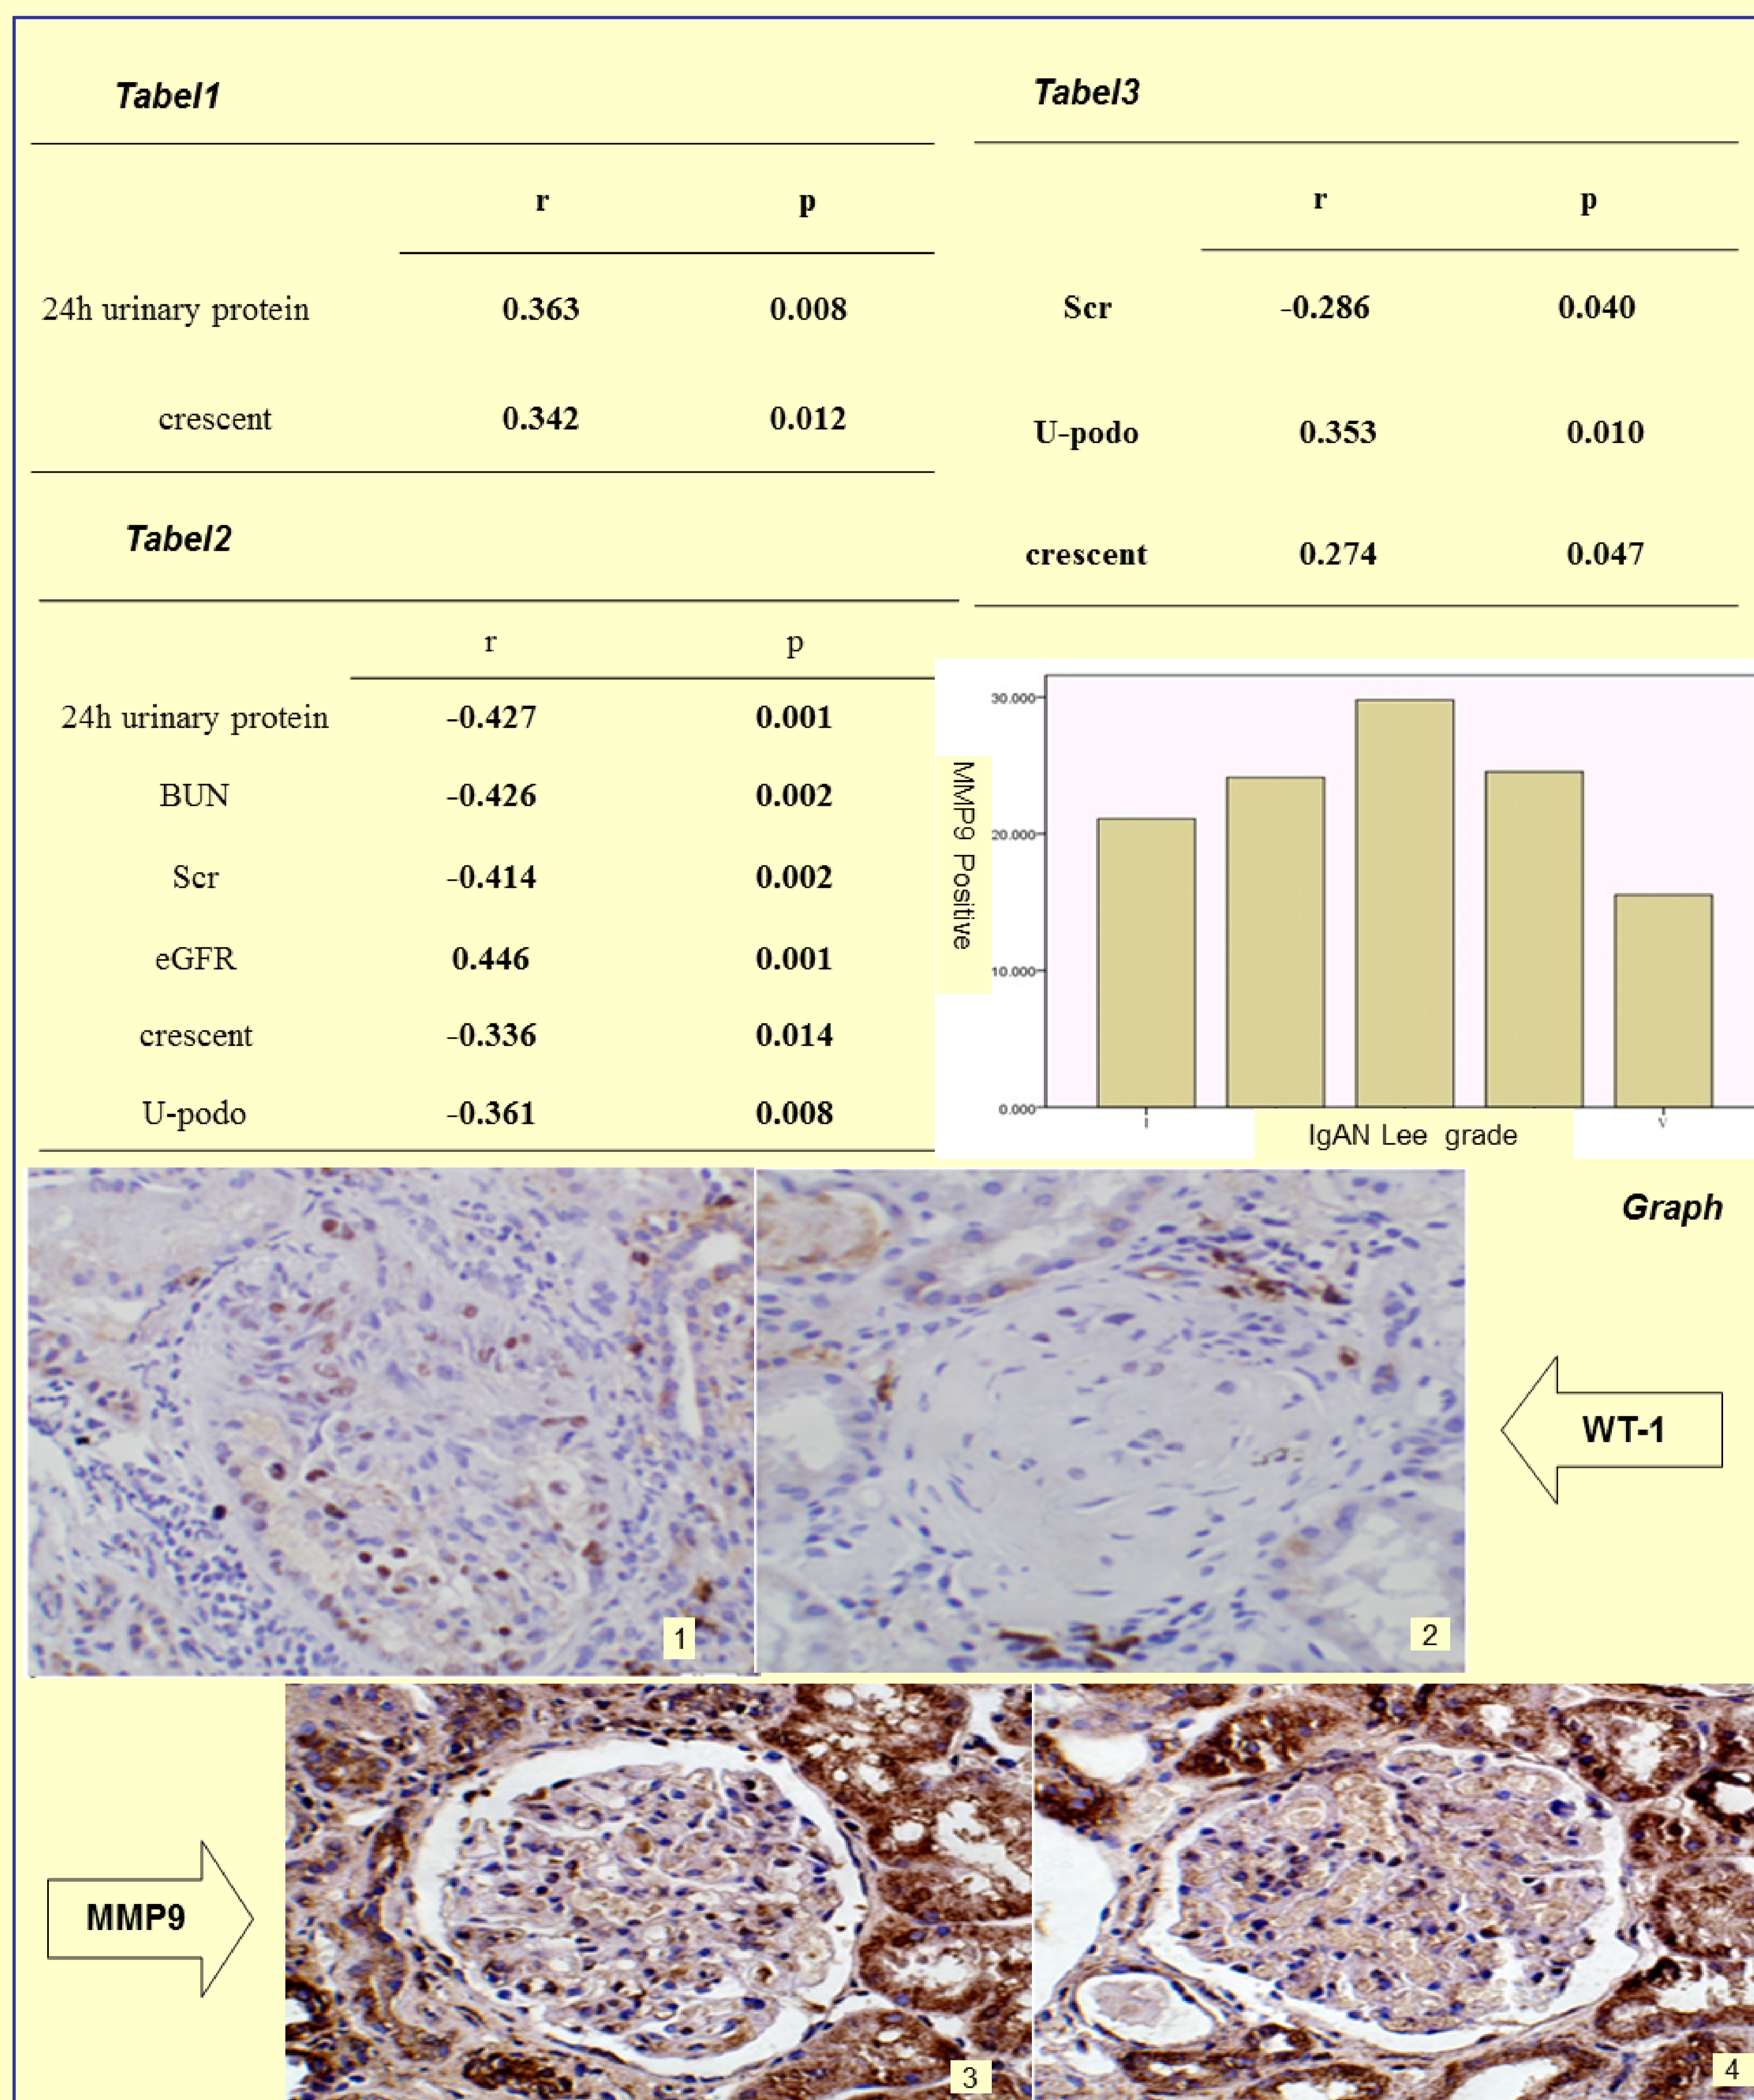 Tabel1
r p
24h urinary protein 0.363 0.008
crescent 0.342 0.012
Tabel2
r p
24h urinary protein -0.427 0.001
BUN -0.426 0.002
Scr -0.414 0.002
eGFR 0.446 0.001
crescent -0.336 0.014
U-podo -0.361 0.008
Tabel3
r p
Scr -0.286 0.040
U-podo 0.353 0.010
crescent 0.274 0.047
MMP9 Positive
30.000
20.000
10.000
0.000
I V
IgAN Lee grade
Graph
1
2
WT-1
MMP9
3
4